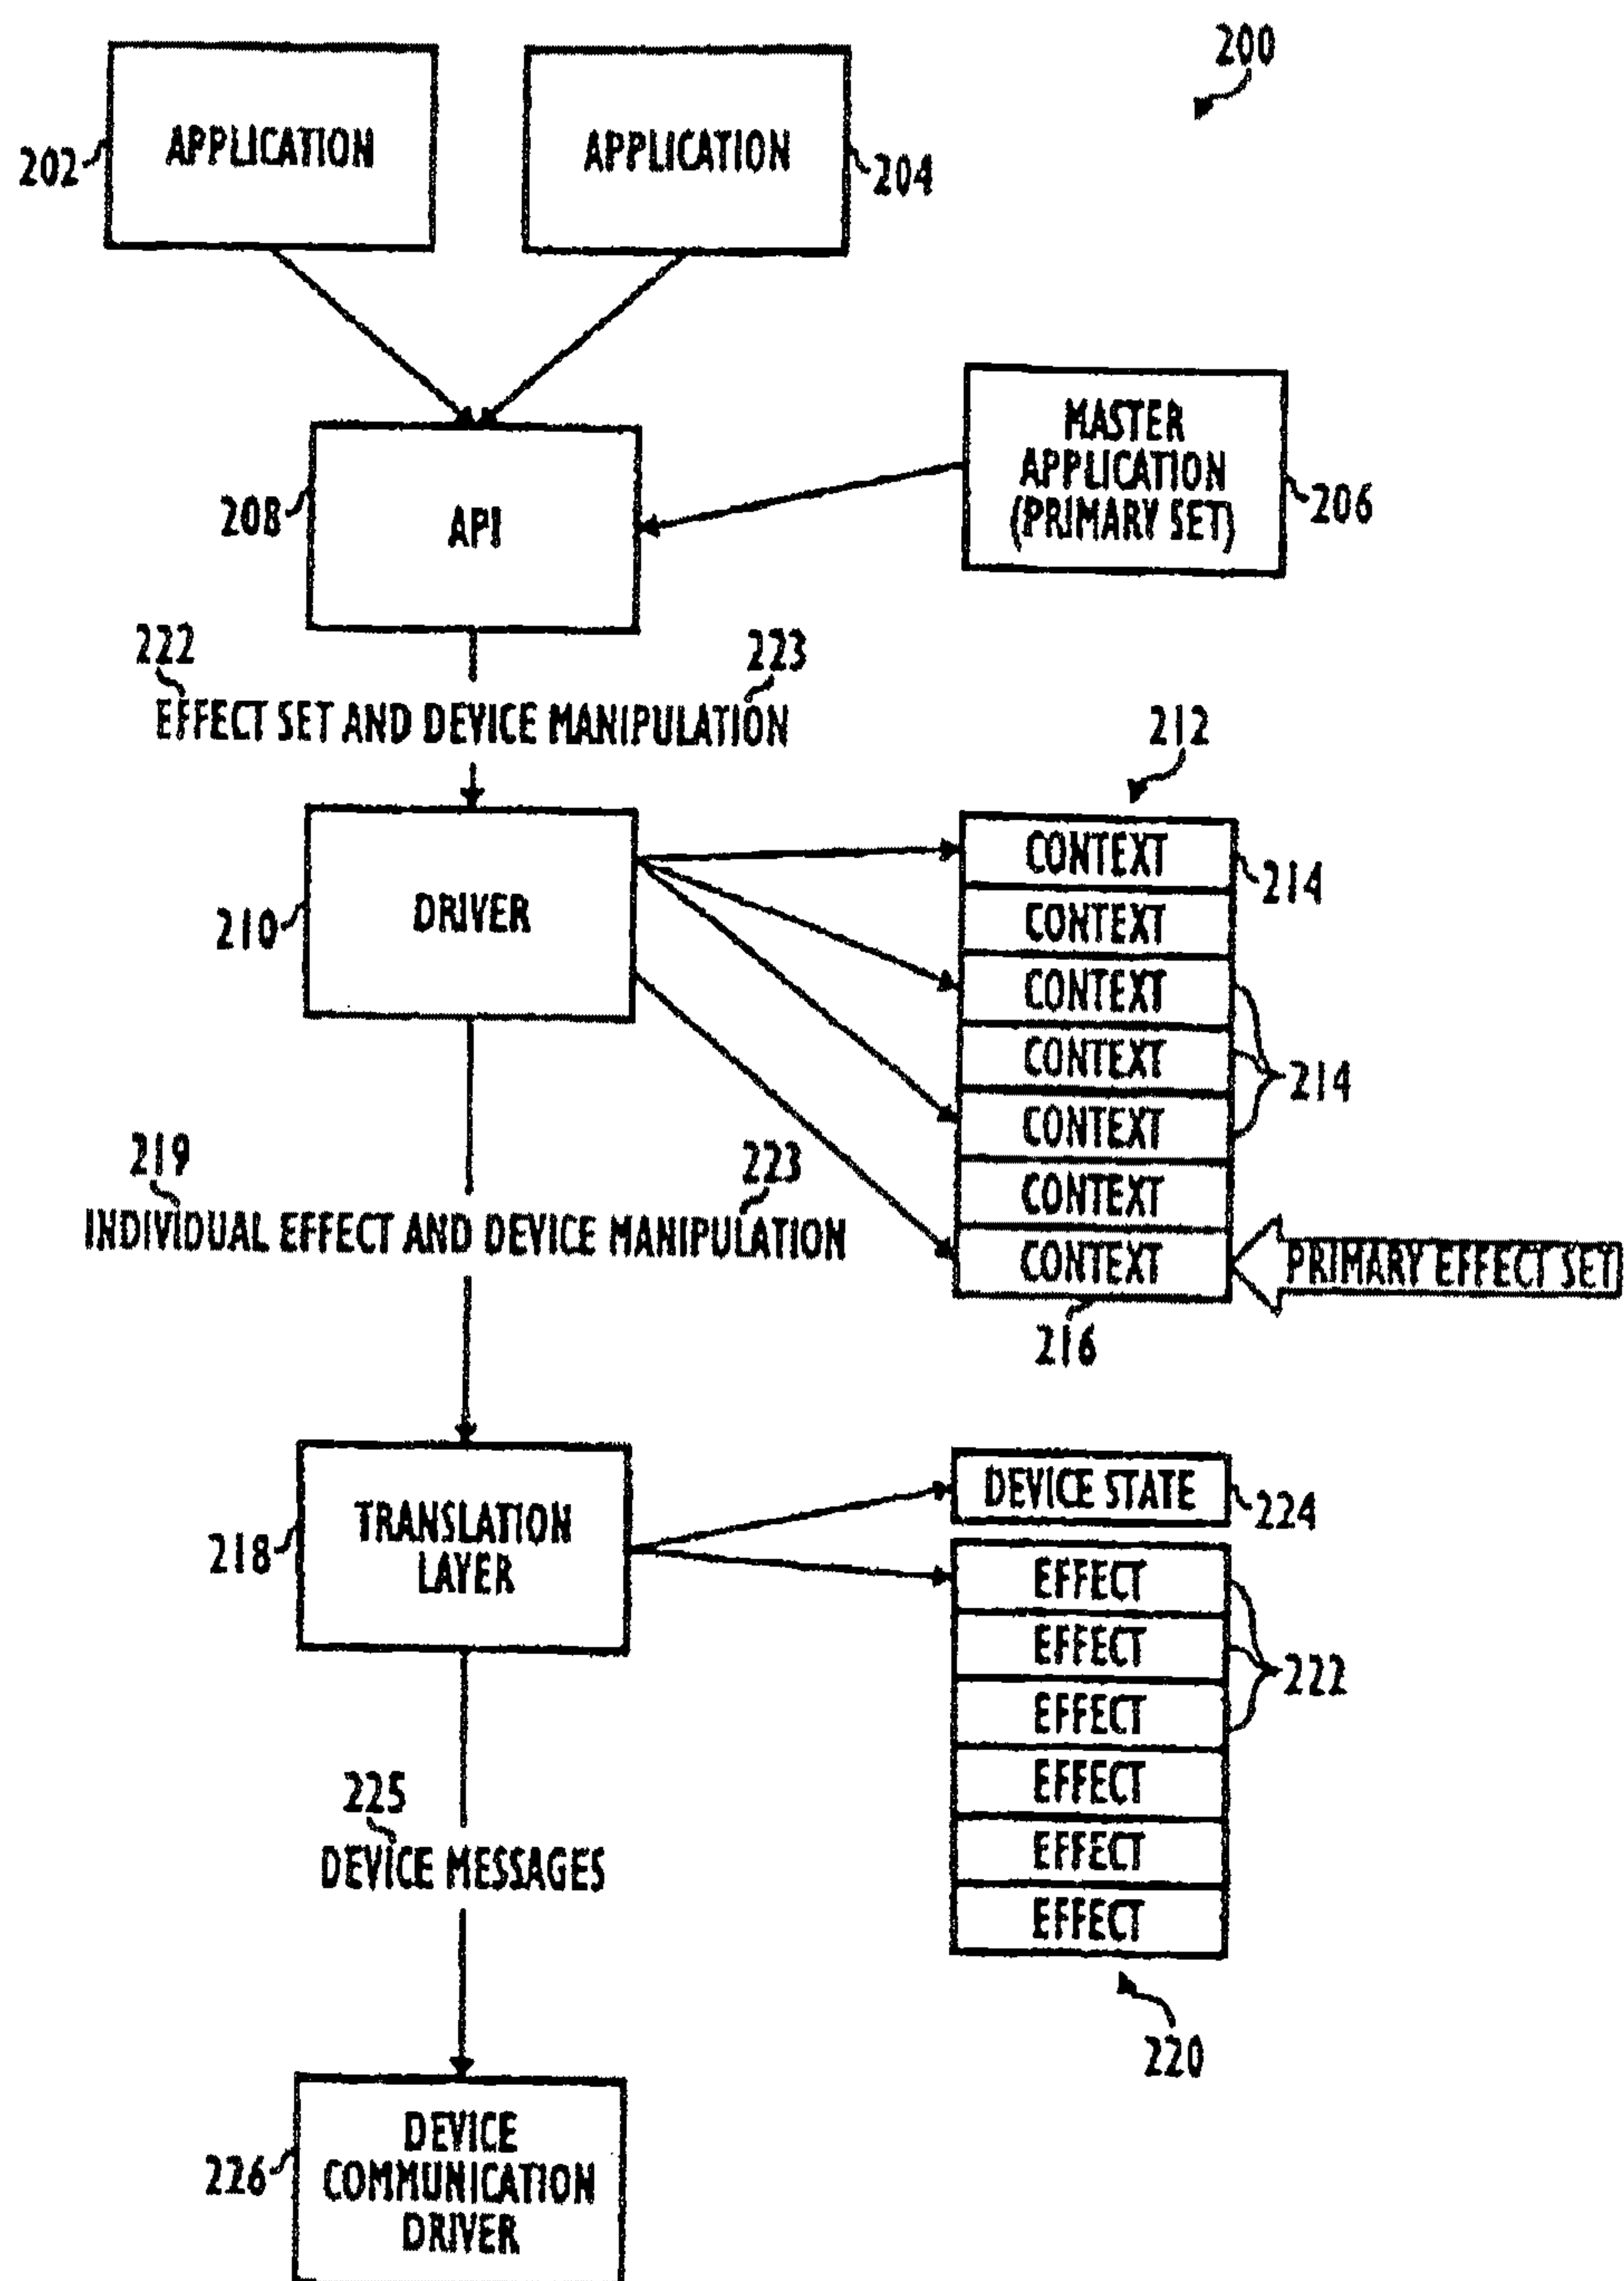 200
APPLICATION
APPLICATION
202
204
MASTER
APPLICATION
(PRIMARY SET)
206
208
API
222
223
EFFECT SET AND DEVICE MANIPULATION
212
CONTEXT
214
CONTEXT
210
DRIVER
CONTEXT
CONTEXT
214
CONTEXT
219
223
CONTEXT
INDIVIDUAL EFFECT AND DEVICE MANIPULATION
CONTEXT
PRIMARY EFFECT SET
216
DEVICE STATE
224
218
TRANSLATION
LAYER
EFFECT
EFFECT
222
EFFECT
EFFECT
EFFECT
EFFECT
225
DEVICE MESSAGES
220
226
DEVICE
COMMUNICATION
DRIVER